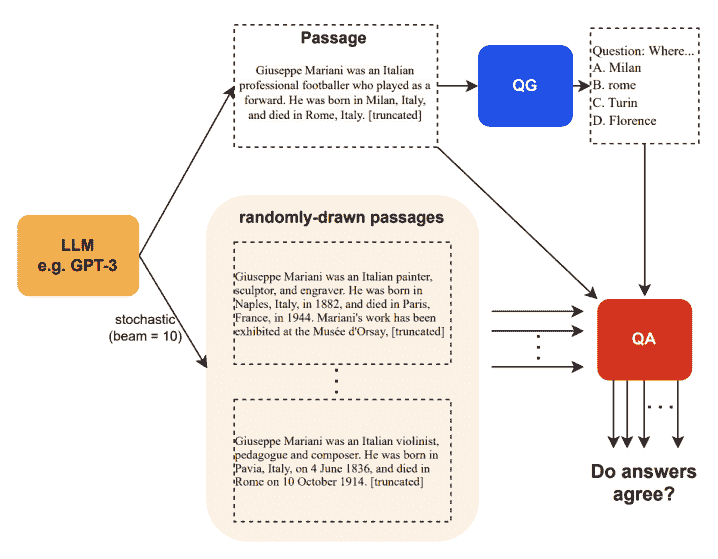 Passage
Giuseppe Mariani was an Italian
professional footballer who played as a
forward. He was born in Milan, Italy,
and died in Rome, Italy. [truncated]
QG
Question: Where...
A. Milan
B. rome
C. Turin
D. Florence
LLM
e.g. GPT-3
stochastic
(beam = 10)
randomly-drawn passages
Giuseppe Mariani was an Italian painter,
sculptor, and engraver. He was born in
Naples, Italy, in 1882, and died in Paris,
France, in 1944. Mariani's work has been
exhibited at the Musée d'Orsay, [truncated]
Giuseppe Mariani was an Italian violinist,
pedagogue and composer. He was born in
Pavia, Italy, on 4 June 1836, and died in
Rome on 10 October 1914. [truncated]
QA
Do answers
agree?